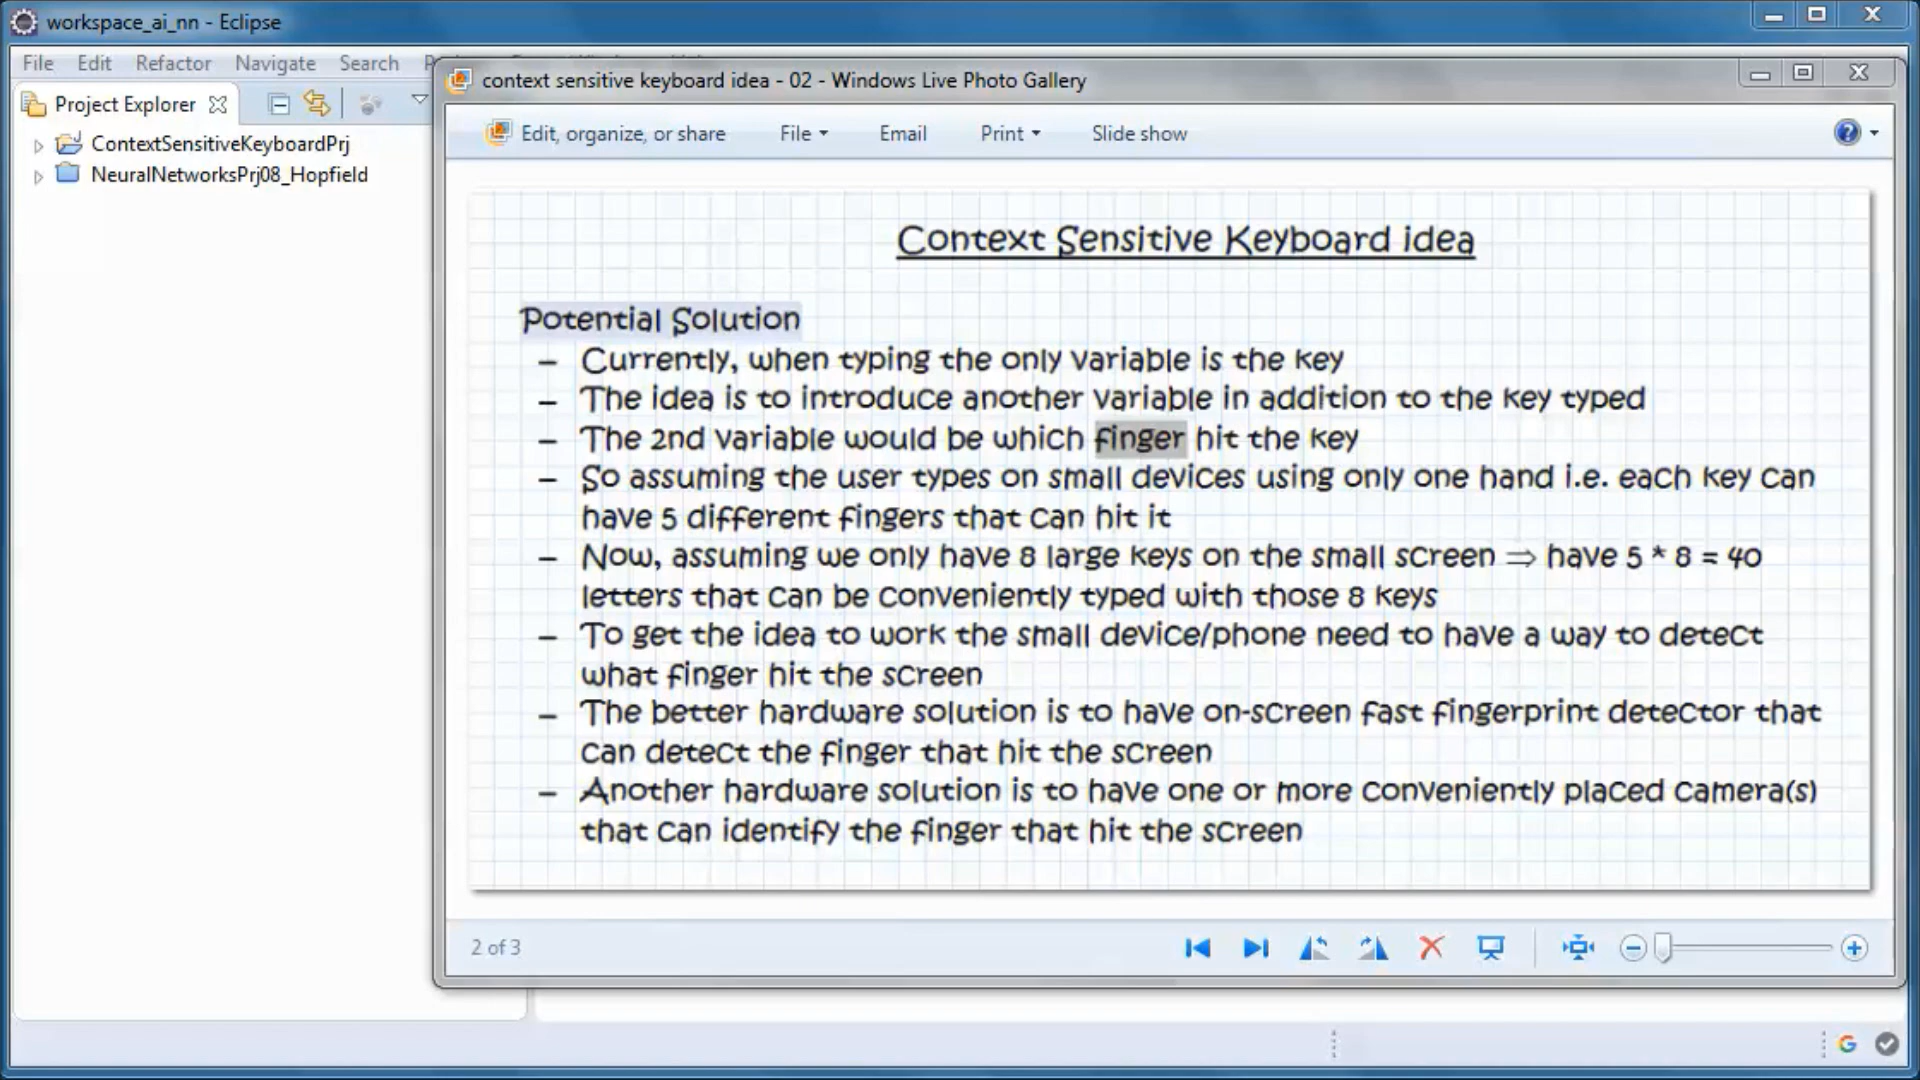 workspace_ai_nn - Eclipse
File Edit Refactor Navigate Search
Project Explorer
ContextSensitiveKeyboardPrj
NeuralNetworksPrj08_Hopfield
context sensitive keyboard idea - 02 - Windows Live Photo Gallery
Edit, organize, or share File Email Print Slide show
Context Sensitive Keyboard idea
Potential Solution
– Currently, when typing the only variable is the key
– The idea is to introduce another variable in addition to the key typed
– The 2nd variable would be which finger hit the key
– So assuming the user types on small devices using only one hand i.e. each key can
have 5 different fingers that can hit it
– Now, assuming we only have 8 large keys on the small screen ⇒ have 5 * 8 = 40
letters that can be conveniently typed with those 8 keys
– To get the idea to work the small device/phone need to have a way to detect
what finger hit the screen
– The better hardware solution is to have on-screen fast fingerprint detector that
can detect the finger that hit the screen
– Another hardware solution is to have one or more conveniently placed camera(s)
that can identify the finger that hit the screen
2 of 3